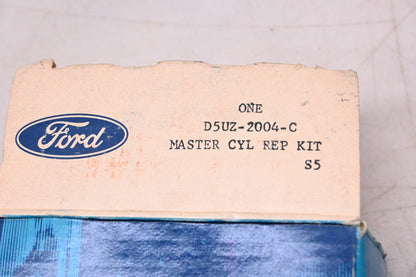 Ford
ONE
D5UZ-2004-C
MASTER CYL REP KIT
S5